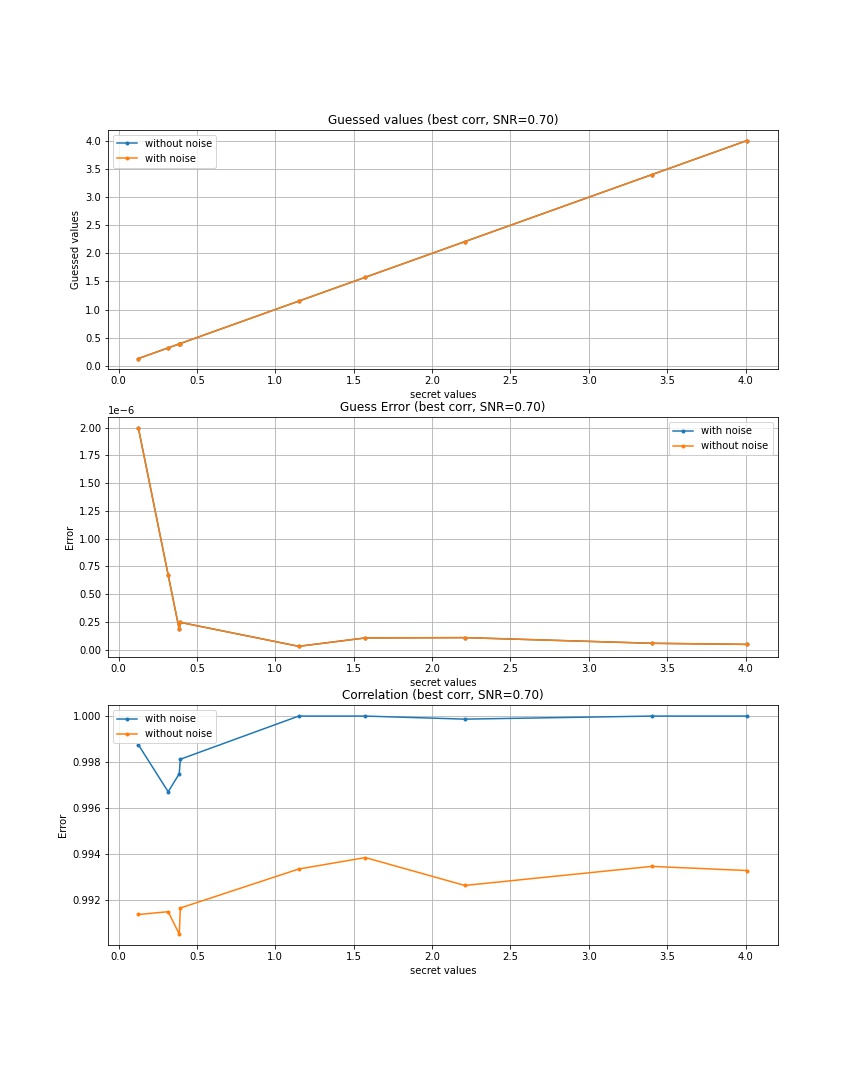 Guessed values (best corr, SNR=0.70)
without noise
with noise
Guessed values
4.0
3.5
3.0
2.5
2.0
1.5
1.0
0.5
0.0
0.0 0.5 1.0 1.5 2.0 2.5 3.0 3.5 4.0
secret values
1e−6
Guess Error (best corr, SNR=0.70)
with noise
without noise
Error
2.00
1.75
1.50
1.25
1.00
0.75
0.50
0.25
0.00
0.0 0.5 1.0 1.5 2.0 2.5 3.0 3.5 4.0
secret values
Correlation (best corr, SNR=0.70)
with noise
without noise
Error
1.000
0.998
0.996
0.994
0.992
0.0 0.5 1.0 1.5 2.0 2.5 3.0 3.5 4.0
secret values